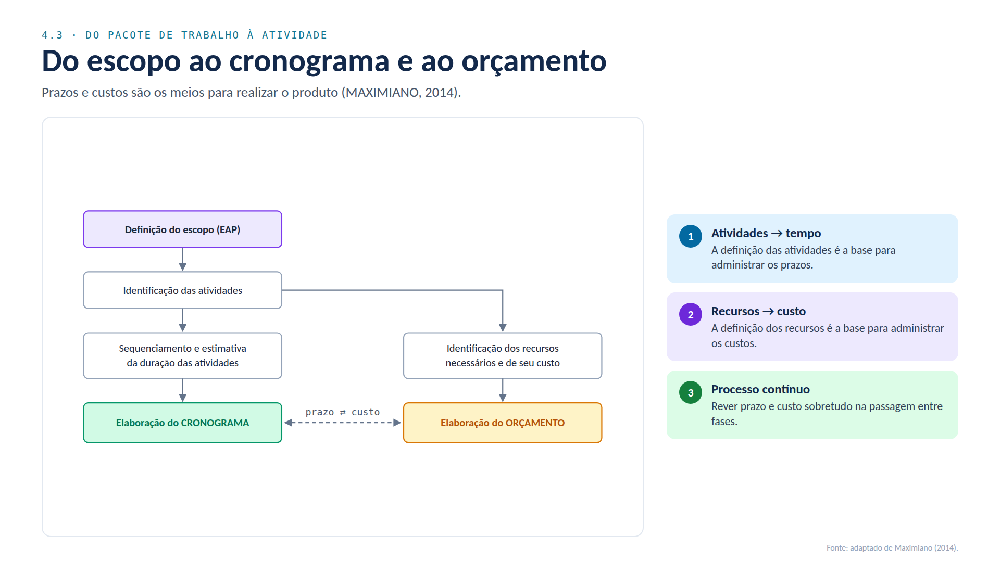 4.3 · DO PACOTE DE TRABALHO À ATIVIDADE
Do escopo ao cronograma e ao orçamento
Prazos e custos são os meios para realizar o produto (MAXIMIANO, 2014).
Definição do escopo (EAP)
Identificação das atividades
Sequenciamento e estimativa
da duração das atividades
Identificação dos recursos
necessários e de seu custo
Elaboração do CRONOGRAMA
prazo ⇄ custo
Elaboração do ORÇAMENTO
1
Atividades → tempo
A definição das atividades é a base para
administrar os prazos.
2
Recursos → custo
A definição dos recursos é a base para administrar
os custos.
3
Processo contínuo
Rever prazo e custo sobretudo na passagem entre
fases.
Fonte: adaptado de Maximiano (2014).